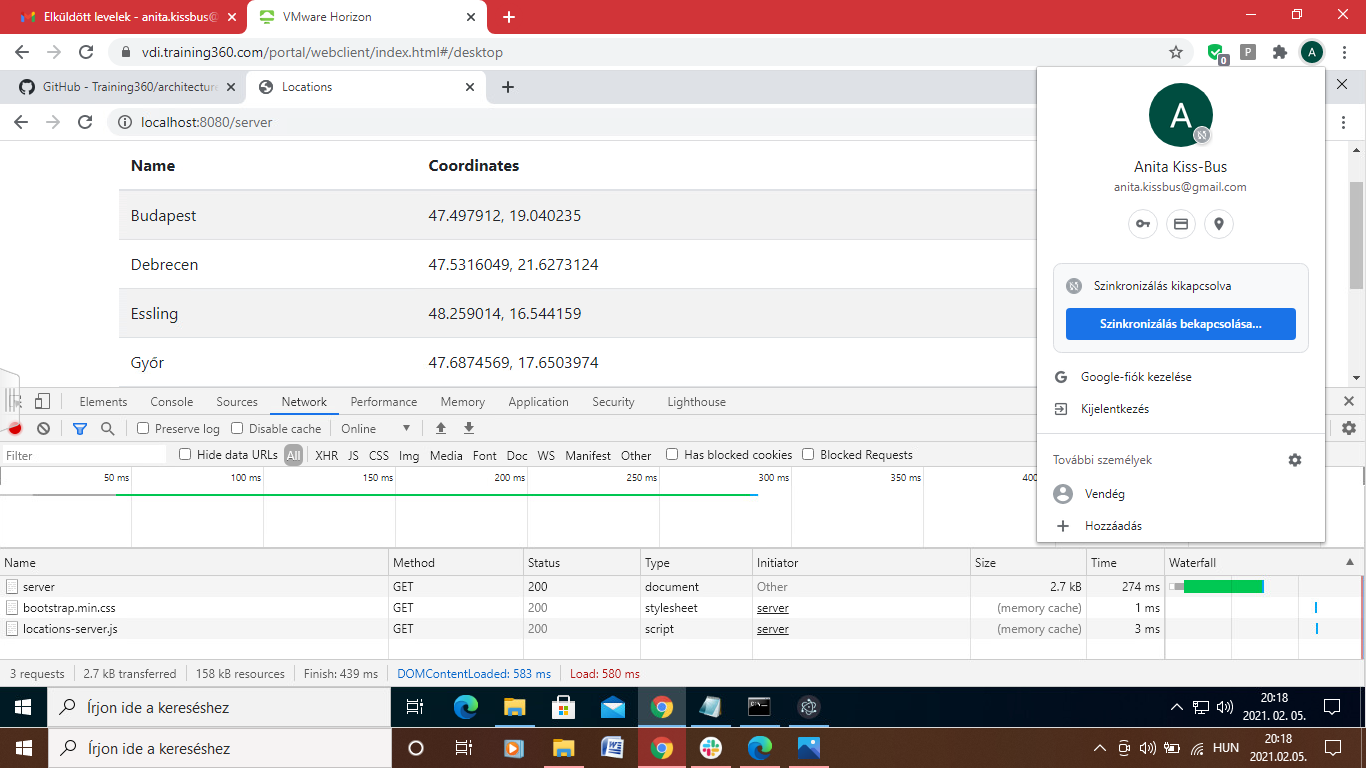 Elküldött levelek - anita.kissbus@
VMware Horizon
vdi.training360.com/portal/webclient/index.html#/desktop
0
P
A
GitHub - Training360/architecture
Locations
localhost:8080/server
Name Coordinates
Budapest 47.497912, 19.040235
Debrecen 47.5316049, 21.6273124
Essling 48.259014, 16.544159
Győr 47.6874569, 17.6503974
A
Anita Kiss-Bus
anita.kissbus@gmail.com
Szinkronizálás kikapcsolva
Szinkronizálás bekapcsolása...
Google-fiók kezelése
Kijelentkezés
További személyek
Vendég
Hozzáadás
Elements Console Sources Network Performance Memory Application Security Lighthouse
Preserve log Disable cache Online
Filter Hide data URLs All XHR JS CSS Img Media Font Doc WS Manifest Other Has blocked cookies Blocked Requests
50 ms 100 ms 150 ms 200 ms 250 ms 300 ms 350 ms
Name Method Status Type Initiator Size Time Waterfall
server GET 200 document Other 2.7 kB 274 ms
bootstrap.min.css GET 200 stylesheet server (memory cache) 1 ms
locations-server.js GET 200 script server (memory cache) 3 ms
3 requests 2.7 kB transferred 158 kB resources Finish: 439 ms DOMContentLoaded: 583 ms Load: 580 ms
Írjon ide a kereséshez
20:18
2021. 02. 05.
Írjon ide a kereséshez
HUN
20:18
2021.02.05.